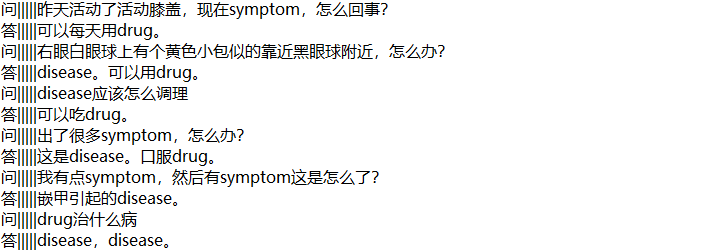 问|||||昨天活动了活动膝盖，现在symptom，怎么回事？
答|||||可以每天用drug。
问|||||右眼白眼球上有个黄色小包似的靠近黑眼球附近，怎么办？
答|||||disease。可以用drug。
问|||||disease应该怎么调理
答|||||可以吃drug。
问|||||出了很多symptom，怎么办？
答|||||这是disease。口服drug。
问|||||我有点symptom，然后有symptom这是怎么了？
答|||||嵌甲引起的disease。
问|||||drug治什么病
答|||||disease，disease。